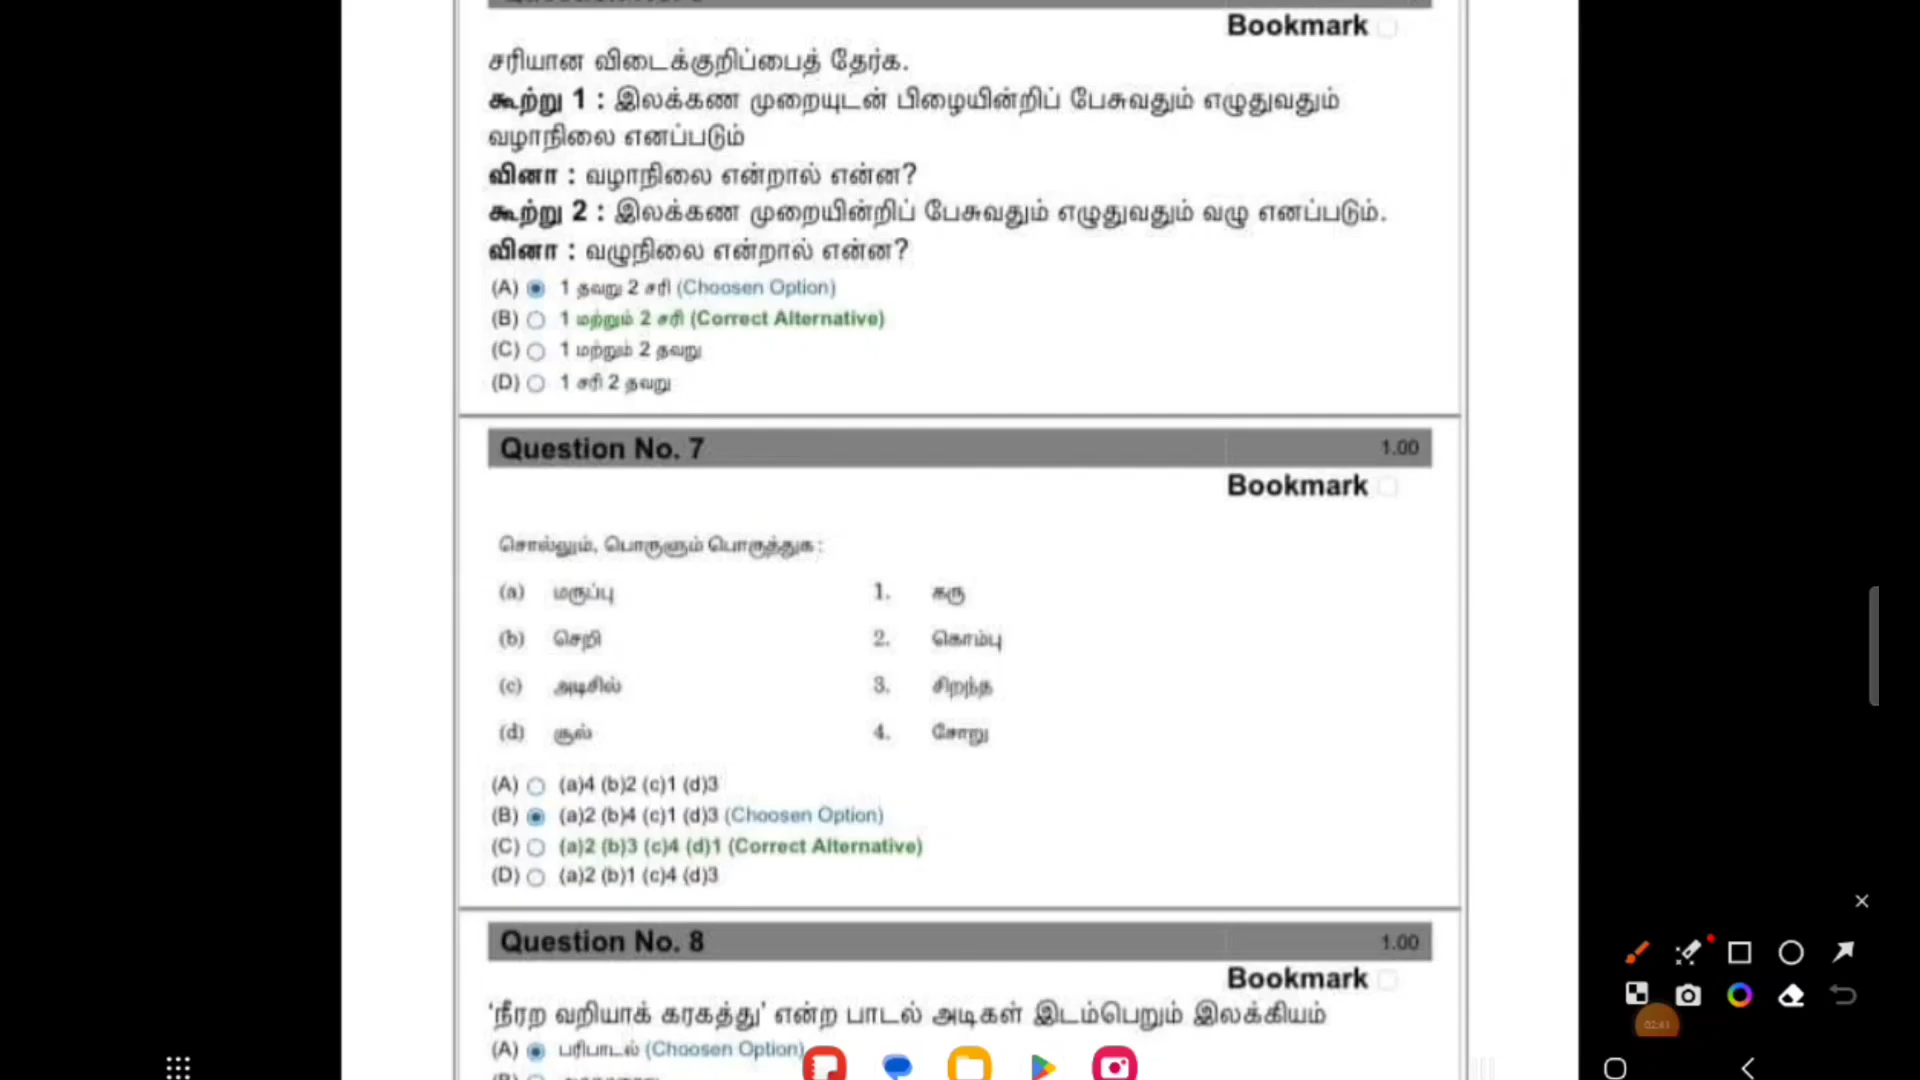 Bookmark
சரியான விடைக்குறிப்பைத் தேர்க.
கூற்று 1 : இலக்கண முறையுடன் பிழையின்றிப் பேசுவதும் எழுதுவதும்
வழாநிலை எனப்படும்
வினா : வழாநிலை என்றால் என்ன?
கூற்று 2 : இலக்கண முறையின்றிப் பேசுவதும் எழுதுவதும் வழு எனப்படும்.
வினா : வழுநிலை என்றால் என்ன?
(A) 1 தவறு 2 சரி (Choosen Option)
(B) 1 மற்றும் 2 சரி (Correct Alternative)
(C) 1 மற்றும் 2 தவறு
(D) 1 சரி 2 தவறு
Question No. 7 1.00
Bookmark
சொல்லும், பொருளும் பொருத்துக :
(a) மருப்பு 1. கரு
(b) செறி 2. கொம்பு
(c) அடிசில் 3. சிறந்த
(d) சூல் 4. சோறு
(A) (a)4 (b)2 (c)1 (d)3
(B) (a)2 (b)4 (c)1 (d)3 (Choosen Option)
(C) (a)2 (b)3 (c)4 (d)1 (Correct Alternative)
(D) (a)2 (b)1 (c)4 (d)3
Question No. 8 1.00
Bookmark
'நீரற வறியாக் கரகத்து' என்ற பாடல் அடிகள் இடம்பெறும் இலக்கியம்
(A) பரிபாடல் (Choosen Option)
02:41